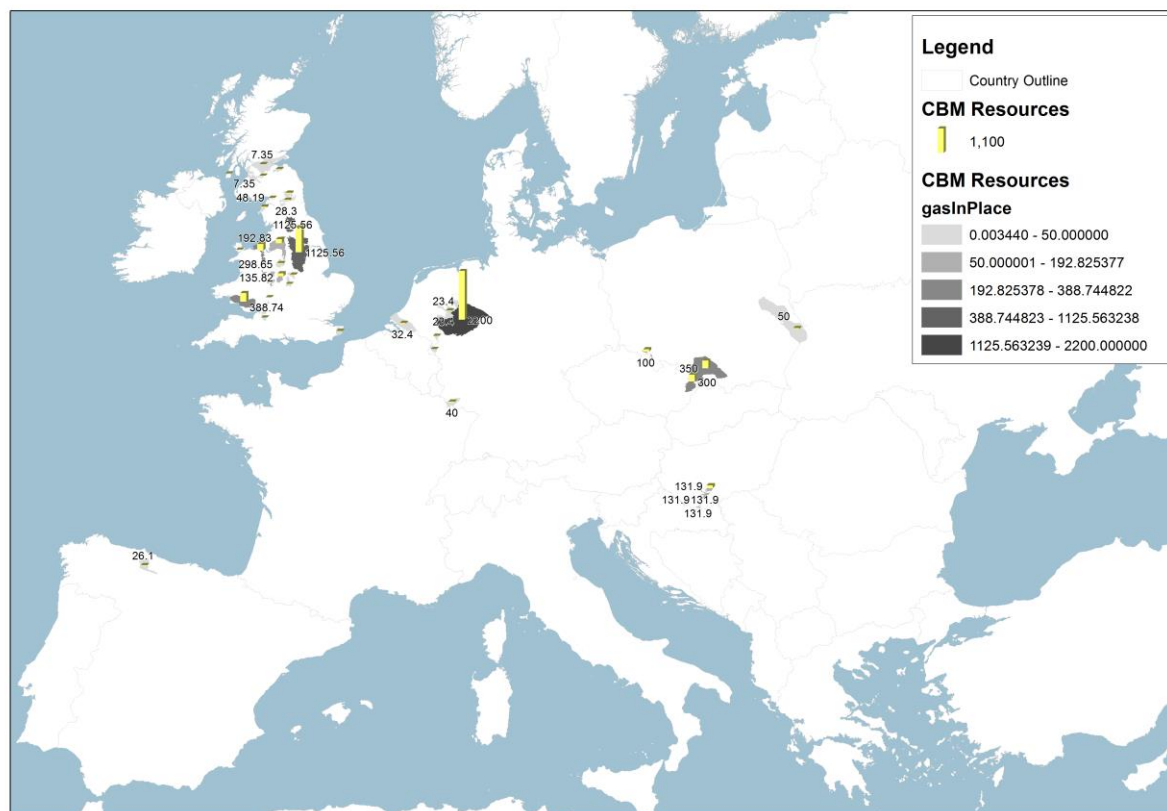 Legend
Country Outline
CBM Resources
1,100
CBM Resources
gasInPlace
0.003440 - 50.000000
50.000001 - 192.825377
192.825378 - 388.744822
388.744823 - 1125.563238
1125.563239 - 2200.000000
7.35
7.35
48.19
28.3
1125.56
192.83
1125.56
298.65
135.82
388.74
23.4
23.4
2200
32.4
50
100
350
300
40
131.9
131.9 131.9
131.9
26.1